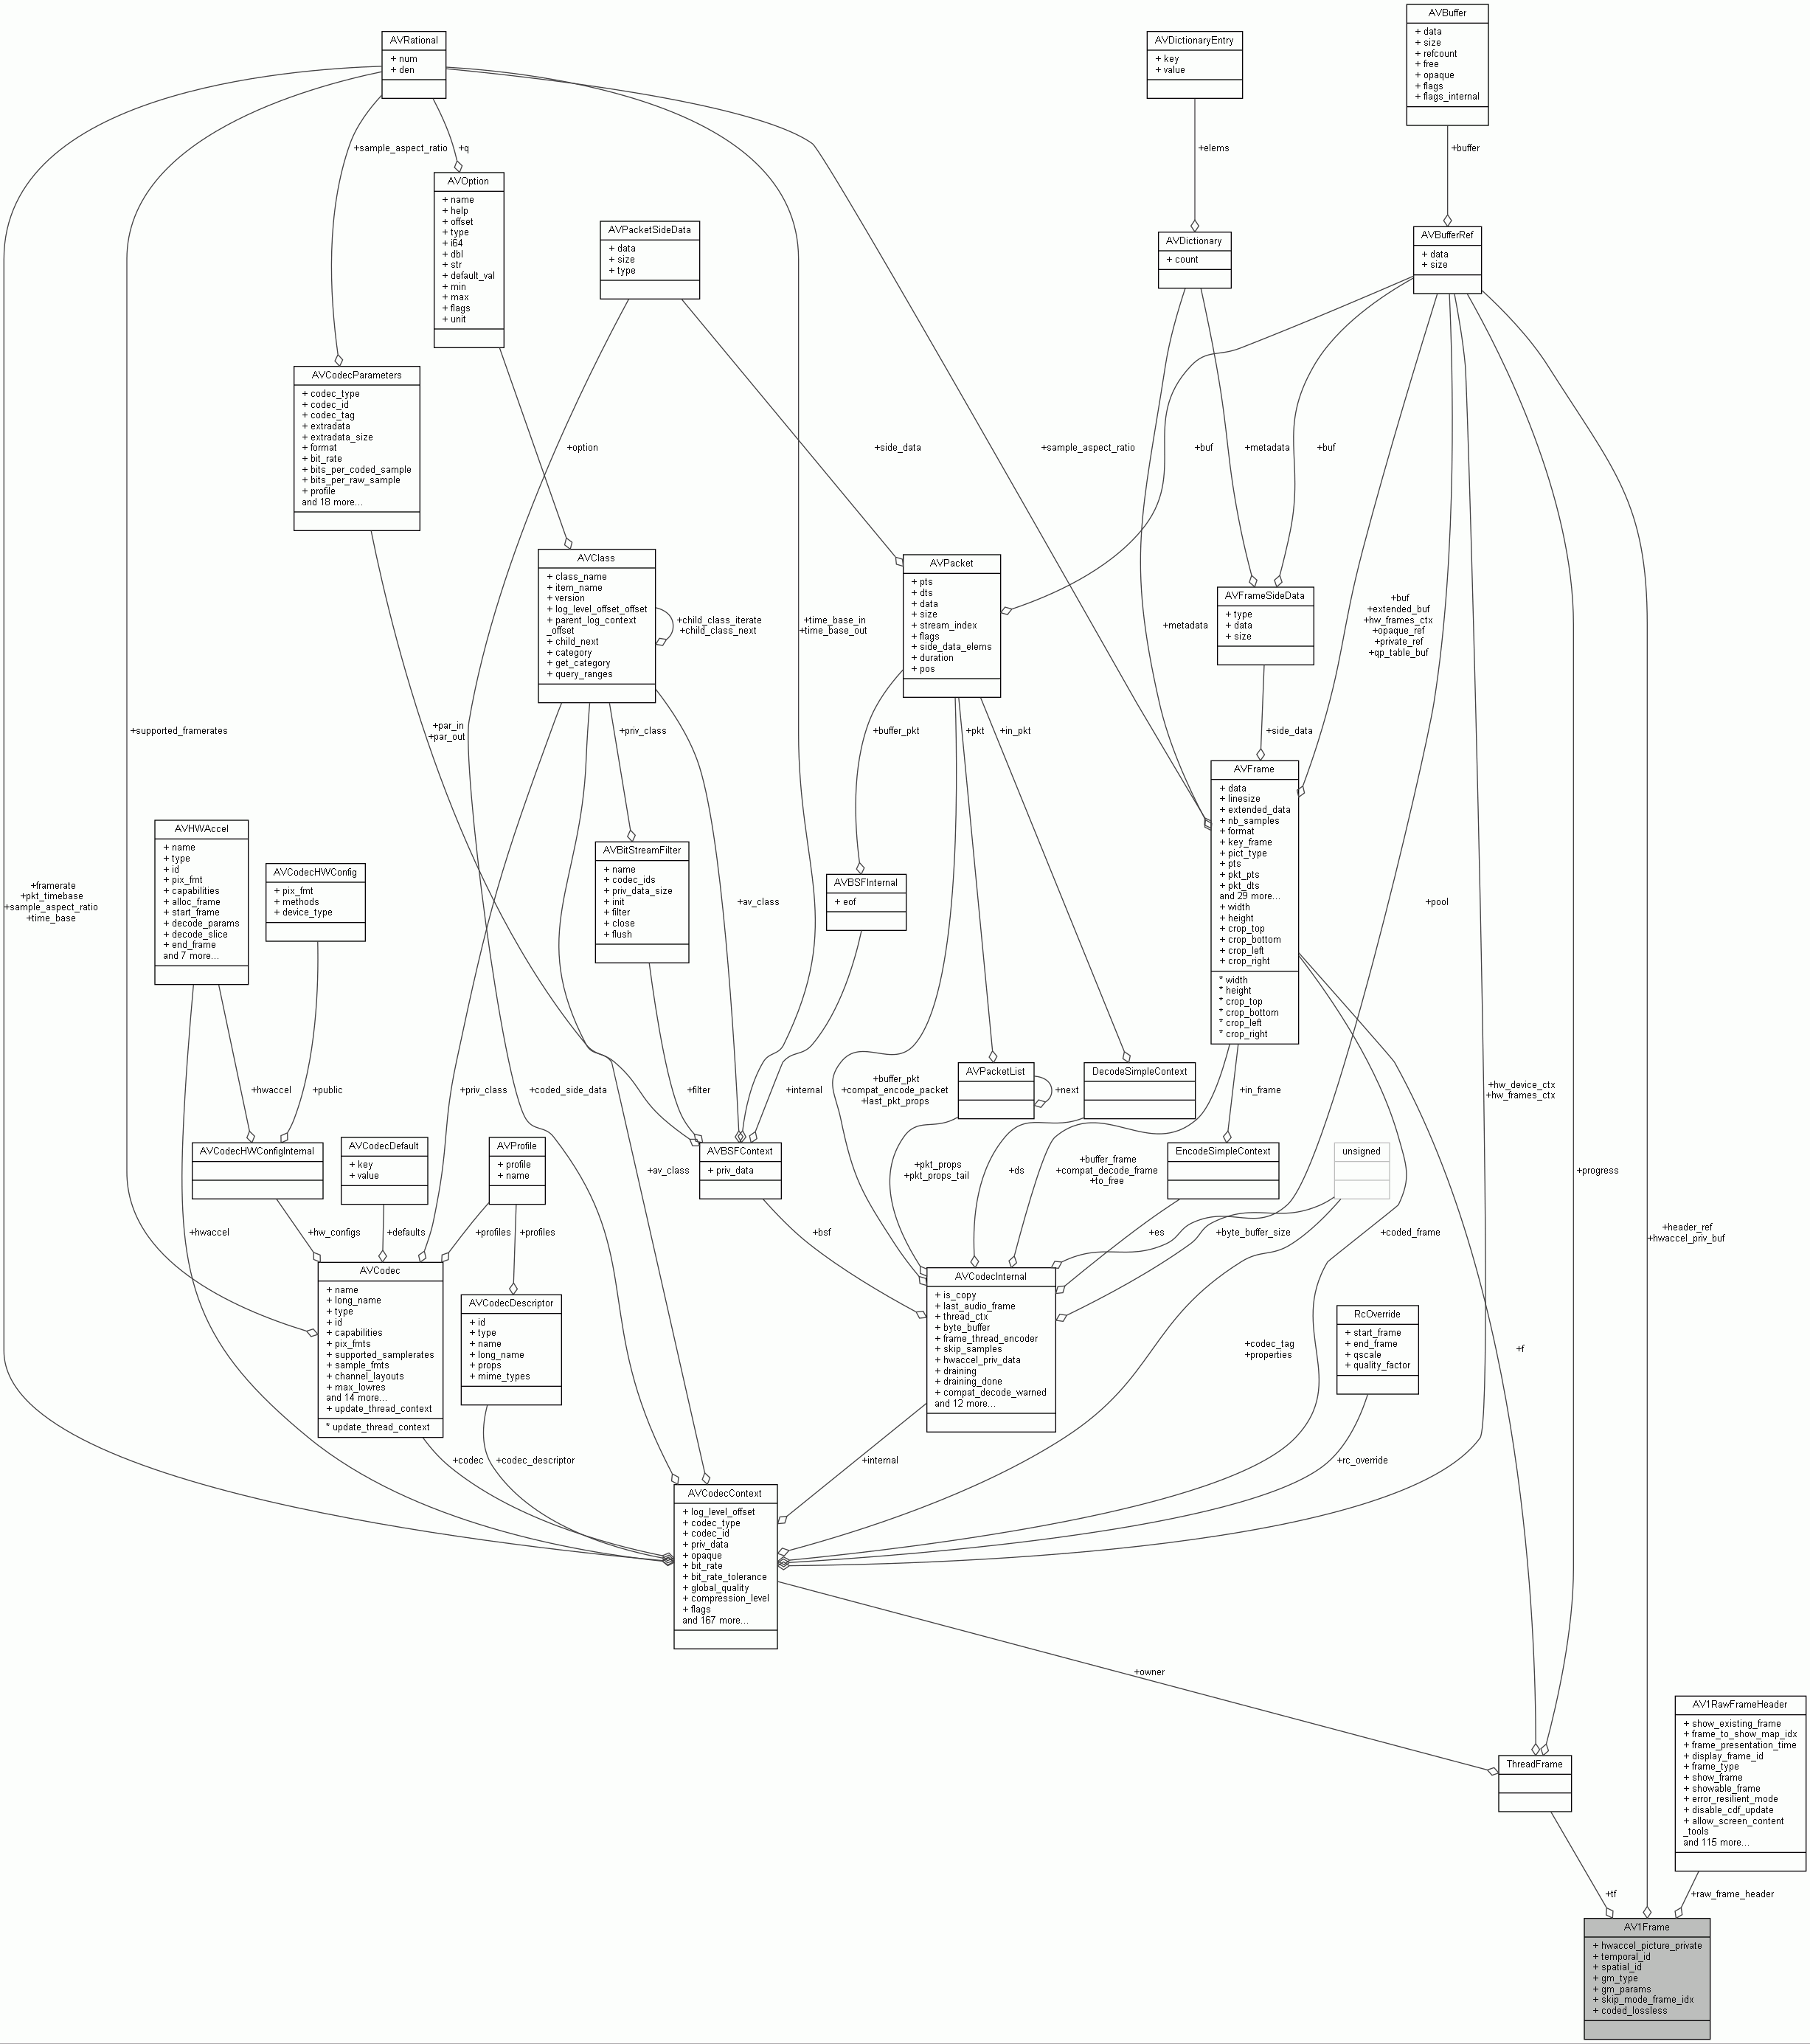 AVBuffer
+ data
+ size
+ refcount
+ free
+ opaque
+ flags
+ flags_internal
AVRational
+ num
+ den
AVDictionaryEntry
+ key
+ value
+sample_aspect_ratio
+q
+elems
+buffer
AVOption
+ name
+ help
+ offset
+ type
+ i64
+ dbl
+ str
+ default_val
+ min
+ max
+ flags
+ unit
AVPacketSideData
+ data
+ size
+ type
AVDictionary
+ count
AVBufferRef
+ data
+ size
AVCodecParameters
+ codec_type
+ codec_id
+ codec_tag
+ extradata
+ extradata_size
+ format
+ bit_rate
+ bits_per_coded_sample
+ bits_per_raw_sample
+ profile
and 18 more...
+option
+side_data
+sample_aspect_ratio
+buf
+metadata
+buf
AVClass
+ class_name
+ item_name
+ version
+ log_level_offset_offset
+ parent_log_context
_offset
+ child_next
+ category
+ get_category
+ query_ranges
+child_class_iterate
+child_class_next
+time_base_in
+time_base_out
AVPacket
+ pts
+ dts
+ data
+ size
+ stream_index
+ flags
+ side_data_elems
+ duration
+ pos
+metadata
AVFrameSideData
+ type
+ data
+ size
+buf
+extended_buf
+hw_frames_ctx
+opaque_ref
+private_ref
+qp_table_buf
+supported_framerates
+par_in
+par_out
+priv_class
+buffer_pkt
+pkt
+in_pkt
+side_data
AVFrame
+ data
+ linesize
+ extended_data
+ nb_samples
+ format
+ key_frame
+ pict_type
+ pts
+ pkt_pts
+ pkt_dts
and 29 more...
+ width
+ height
+ crop_top
+ crop_bottom
+ crop_left
+ crop_right
* width
* height
* crop_top
* crop_bottom
* crop_left
* crop_right
+framerate
+pkt_timebase
+sample_aspect_ratio
+time_base
AVHWAccel
+ name
+ type
+ id
+ pix_fmt
+ capabilities
+ alloc_frame
+ start_frame
+ decode_params
+ decode_slice
+ end_frame
and 7 more...
AVCodecHWConfig
+ pix_fmt
+ methods
+ device_type
AVBitStreamFilter
+ name
+ codec_ids
+ priv_data_size
+ init
+ filter
+ close
+ flush
+av_class
AVBSFInternal
+ eof
+pool
+hwaccel
+public
+priv_class
+coded_side_data
+filter
+internal
+buffer_pkt
+compat_encode_packet
+last_pkt_props
AVPacketList
+next
DecodeSimpleContext
+in_frame
+hw_device_ctx
+hw_frames_ctx
AVCodecHWConfigInternal
AVCodecDefault
+ key
+ value
AVProfile
+ profile
+ name
+av_class
AVBSFContext
+ priv_data
+pkt_props
+pkt_props_tail
+ds
+buffer_frame
+compat_decode_frame
+to_free
EncodeSimpleContext
unsigned
+progress
+hwaccel
+hw_configs
+defaults
+profiles
+profiles
+bsf
+es
+byte_buffer_size
+coded_frame
+header_ref
+hwaccel_priv_buf
AVCodec
+ name
+ long_name
+ type
+ id
+ capabilities
+ pix_fmts
+ supported_samplerates
+ sample_fmts
+ channel_layouts
+ max_lowres
and 14 more...
+ update_thread_context
* update_thread_context
AVCodecDescriptor
+ id
+ type
+ name
+ long_name
+ props
+ mime_types
AVCodecInternal
+ is_copy
+ last_audio_frame
+ thread_ctx
+ byte_buffer
+ frame_thread_encoder
+ skip_samples
+ hwaccel_priv_data
+ draining
+ draining_done
+ compat_decode_warned
and 12 more...
+codec_tag
+properties
RcOverride
+ start_frame
+ end_frame
+ qscale
+ quality_factor
+f
+codec
+codec_descriptor
+internal
+rc_override
AVCodecContext
+ log_level_offset
+ codec_type
+ codec_id
+ priv_data
+ opaque
+ bit_rate
+ bit_rate_tolerance
+ global_quality
+ compression_level
+ flags
and 167 more...
+owner
ThreadFrame
AV1RawFrameHeader
+ show_existing_frame
+ frame_to_show_map_idx
+ frame_presentation_time
+ display_frame_id
+ frame_type
+ show_frame
+ showable_frame
+ error_resilient_mode
+ disable_cdf_update
+ allow_screen_content
_tools
and 115 more...
+tf
+raw_frame_header
AV1Frame
+ hwaccel_picture_private
+ temporal_id
+ spatial_id
+ gm_type
+ gm_params
+ skip_mode_frame_idx
+ coded_lossless